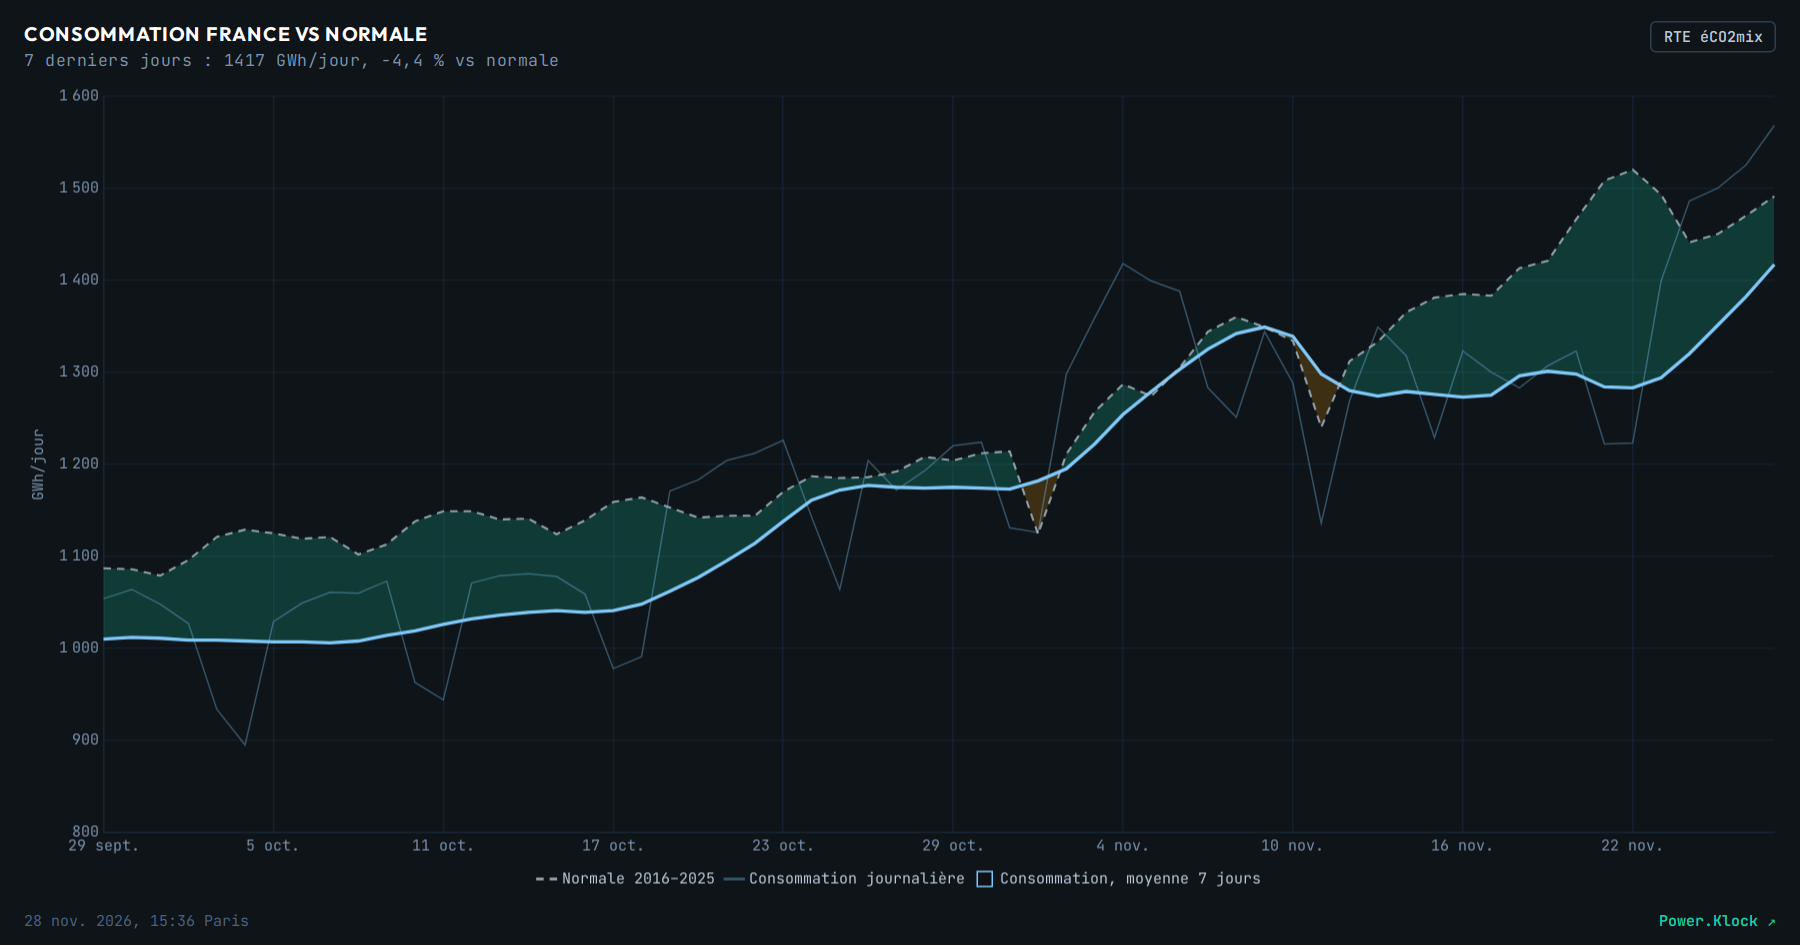 CONSOMMATION FRANCE VS NORMALE
RTE éCO2mix
7 derniers jours : 1417 GWh/jour, -4,4 % vs normale
1 600
1 500
1 400
1 300
1 200
1 100
1 000
900
800
GWh/jour
29 sept.
5 oct.
11 oct.
17 oct.
23 oct.
29 oct.
4 nov.
10 nov.
16 nov.
22 nov.
Normale 2016-2025
Consommation journalière
Consommation, moyenne 7 jours
28 nov. 2026, 15:36 Paris
Power.Klock ↗